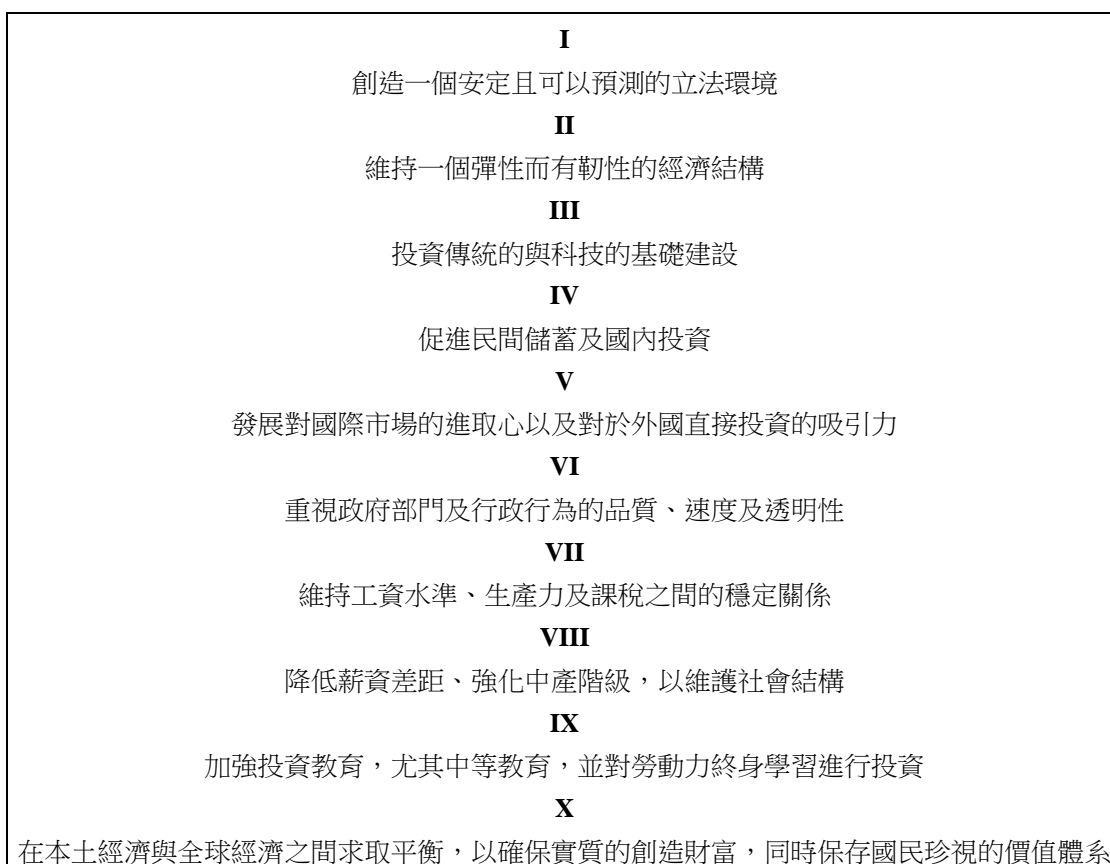 I
創造一個安定且可以預測的立法環境
II
維持一個彈性而有韌性的經濟結構
III
投資傳統的與科技的基礎建設
IV
促進民間儲蓄及國內投資
V
發展對國際市場的進取心以及對於外國直接投資的吸引力
VI
重視政府部門及行政行為的品質、速度及透明性
VII
維持工資水準、生產力及課稅之間的穩定關係
VIII
降低薪資差距、強化中產階級，以維護社會結構
IX
加強投資教育，尤其中等教育，並對勞動力終身學習進行投資
X
在本土經濟與全球經濟之間求取平衡，以確保實質的創造財富，同時保存國民珍視的價值體系